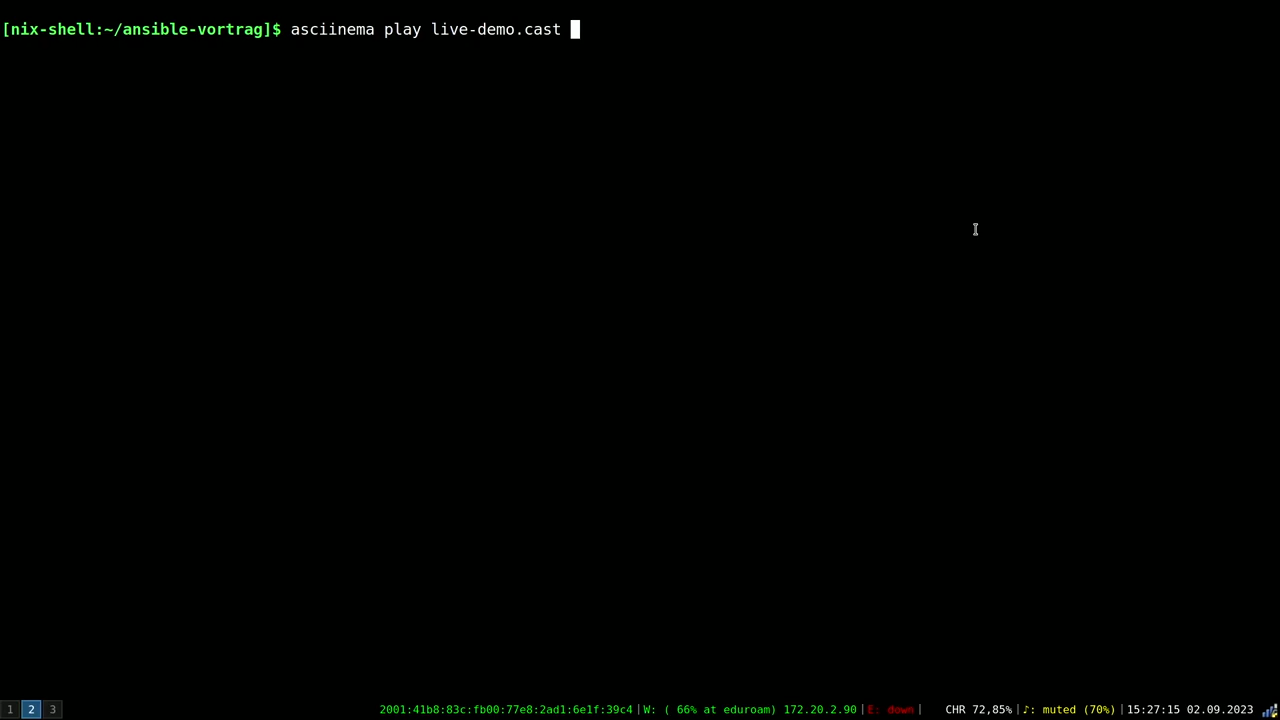 [nix-shell:~/ansible-vortrag]$ asciinema play live-demo.cast
1 2 3 2001:41b8:83c:fb00:77e8:2ad1:6e1f:39c4|W: ( 66% at eduroam) 172.20.2.90|E: down| CHR 72,85%|♪: muted (70%)|15:27:15 02.09.2023